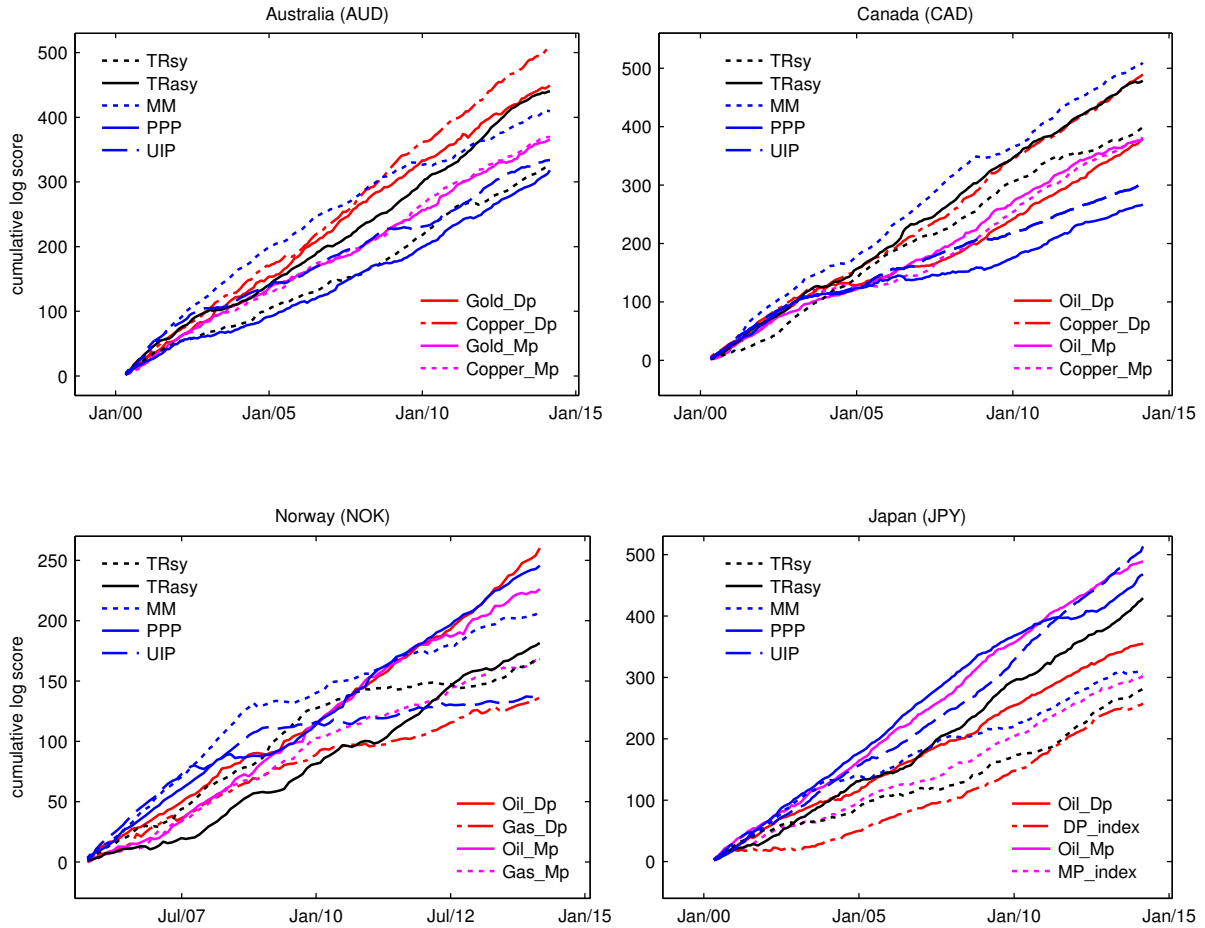 Australia (AUD)
cumulative log score
500
400
300
200
100
0
TRsy
TRasy
MM
PPP
UIP
Gold_Dp
Copper_Dp
Gold_Mp
Copper_Mp
Jan/00
Jan/05
Jan/10
Jan/15
Canada (CAD)
500
400
300
200
100
0
TRsy
TRasy
MM
PPP
UIP
Oil_Dp
Copper_Dp
Oil_Mp
Copper_Mp
Jan/00
Jan/05
Jan/10
Jan/15
Norway (NOK)
cumulative log score
250
200
150
100
50
0
TRsy
TRasy
MM
PPP
UIP
Oil_Dp
Gas_Dp
Oil_Mp
Gas_Mp
Jul/07
Jan/10
Jul/12
Jan/15
Japan (JPY)
500
400
300
200
100
0
TRsy
TRasy
MM
PPP
UIP
Oil_Dp
DP_index
Oil_Mp
MP_index
Jan/00
Jan/05
Jan/10
Jan/15